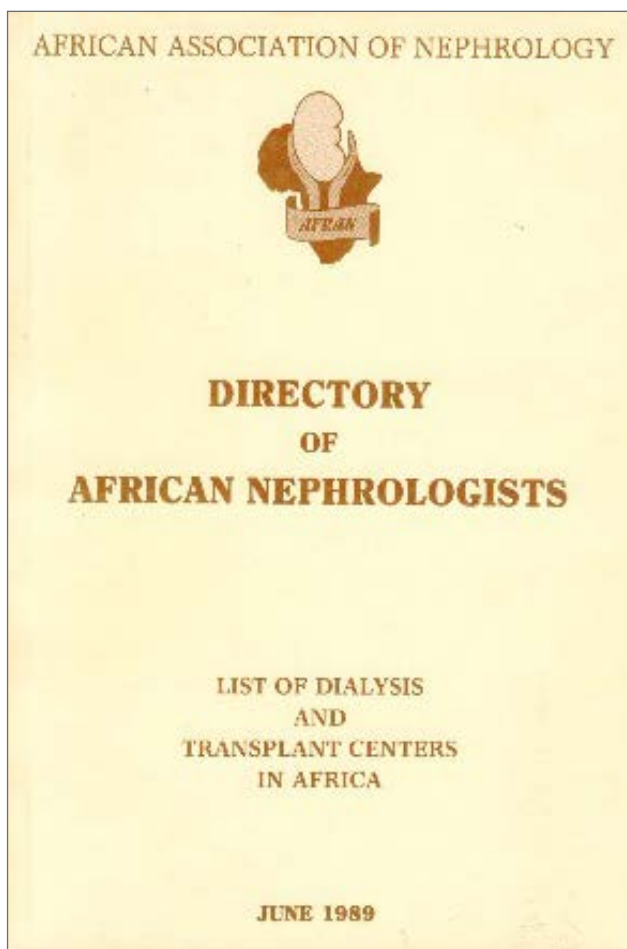 AFRICAN ASSOCIATION OF NEPHROLOGY
AFRAN
DIRECTORY
OF
AFRICAN NEPHROLOGISTS
LIST OF DIALYSIS
AND
TRANSPLANT CENTERS
IN AFRICA
JUNE 1989